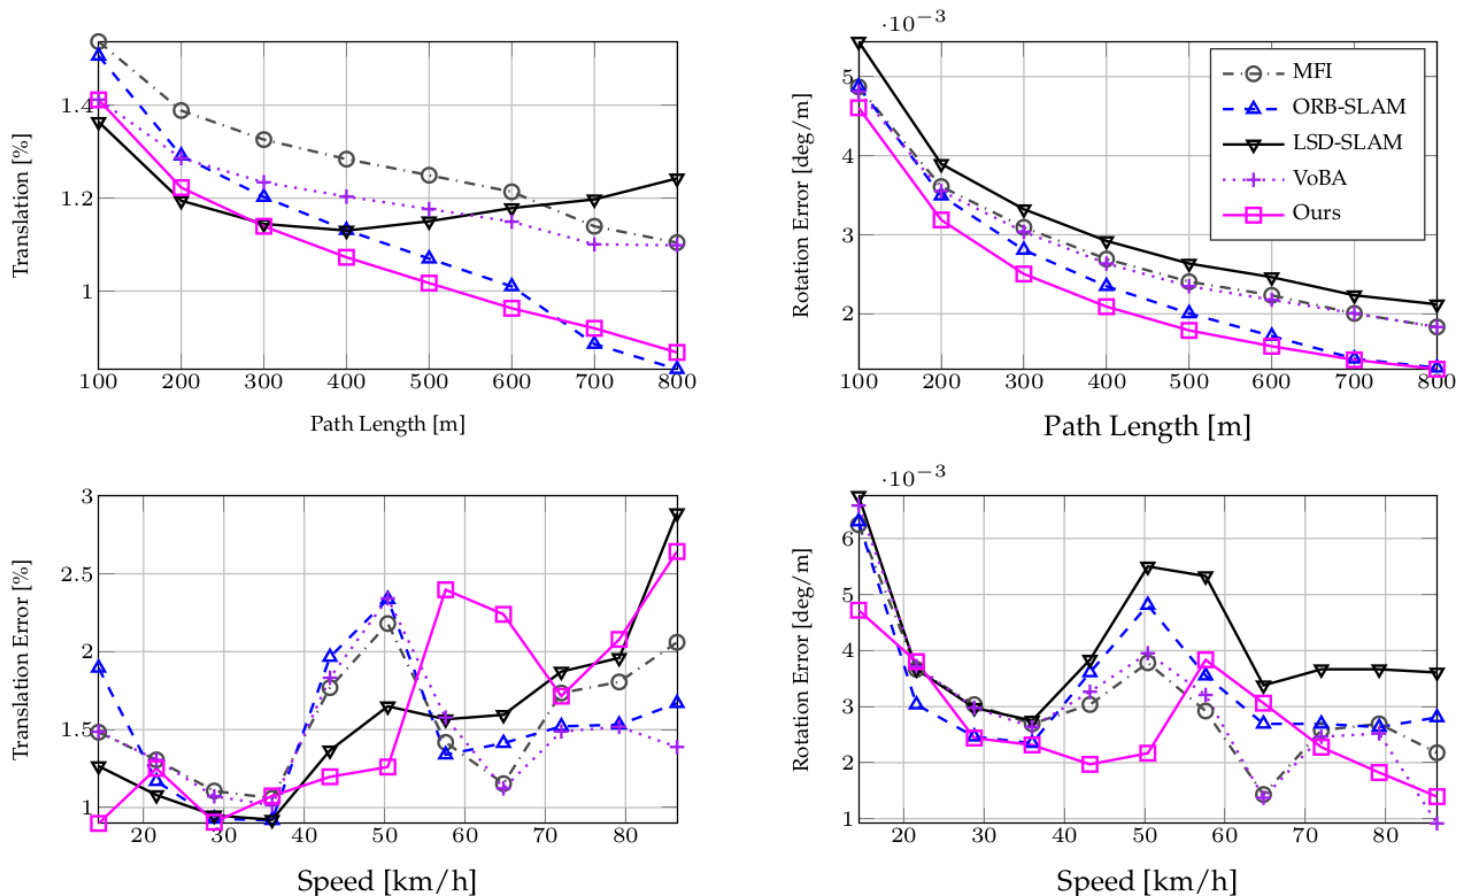 ·10−3
1.4
1.2
1
Translation [%]
100 200 300 400 500 600 700 800
Path Length [m]
5
4
3
2
Rotation Error [deg/m]
MFI
ORB-SLAM
LSD-SLAM
VoBA
Ours
100 200 300 400 500 600 700 800
Path Length [m]
3
2.5
2
1.5
1
Translation Error [%]
20 30 40 50 60 70 80
Speed [km/h]
·10−3
6
5
4
3
2
1
Rotation Error [deg/m]
20 30 40 50 60 70 80
Speed [km/h]